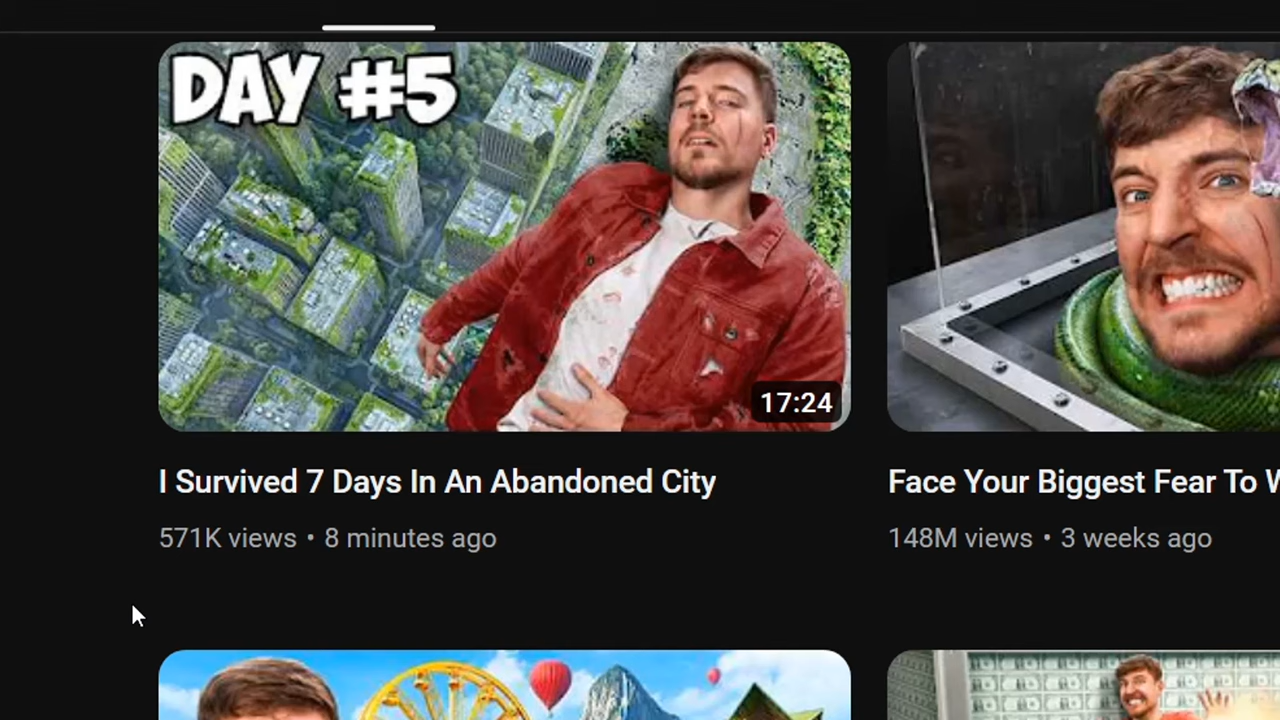 DAY #5
17:24
I Survived 7 Days In An Abandoned City
571K views • 8 minutes ago
Face Your Biggest Fear To
148M views • 3 weeks ago